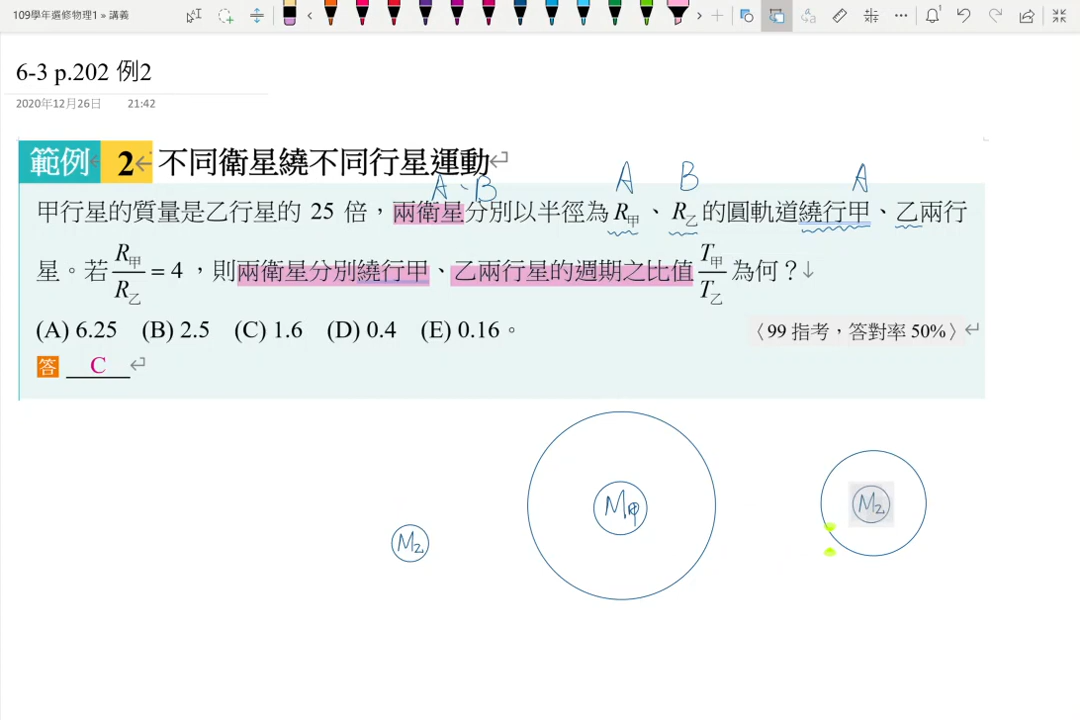 109學年選修物理1 » 講義
6-3 p.202 例2
2020年12月26日 21:42
範例 2 不同衛星繞不同行星運動
A、B A B A
甲行星的質量是乙行星的 25 倍，兩衛星分別以半徑為 R甲、R乙 的圓軌道繞行甲、乙兩行
星。若 R甲/R乙 = 4，則兩衛星分別繞行甲、乙兩行星的週期之比值 T甲/T乙 為何？
(A) 6.25 (B) 2.5 (C) 1.6 (D) 0.4 (E) 0.16。 〈99 指考，答對率 50%〉
答 C
M甲 M乙
M乙